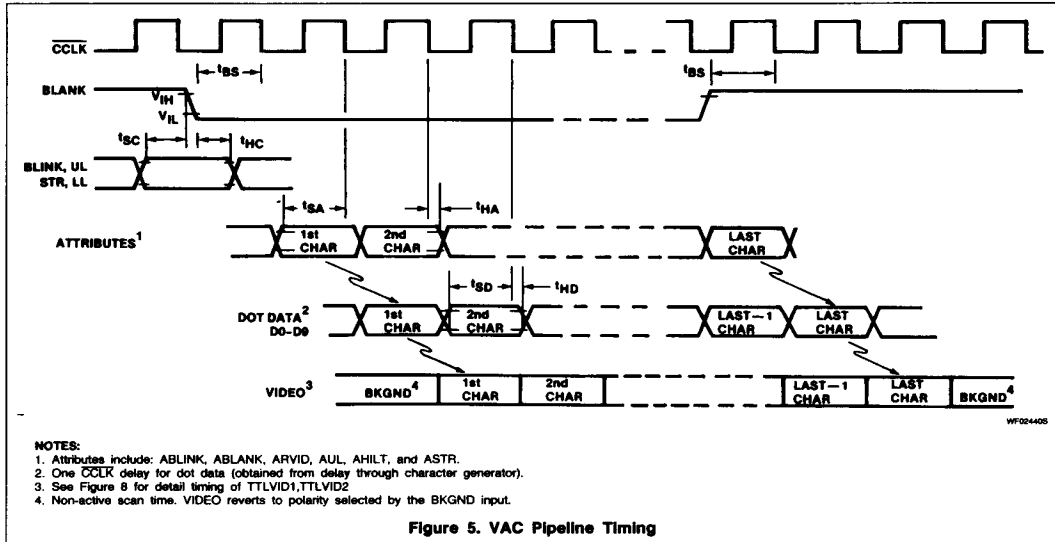 CCLK
tBS
tBS
BLANK
VIH
VIL
tSC
tHC
BLINK, UL
STR, LL
tSA
tHA
ATTRIBUTES1
1st
CHAR
2nd
CHAR
LAST
CHAR
tSD
tHD
DOT DATA2
D0-D9
1st
CHAR
2nd
CHAR
LAST−1
CHAR
LAST
CHAR
VIDEO3
BKGND4
1st
CHAR
2nd
CHAR
LAST−1
CHAR
LAST
CHAR
BKGND4
WF02440S
NOTES:
1. Attributes include: ABLINK, ABLANK, ARVID, AUL, AHILT, and ASTR.
2. One CCLK delay for dot data (obtained from delay through character generator).
3. See Figure 8 for detail timing of TTLVID1,TTLVID2
4. Non-active scan time. VIDEO reverts to polarity selected by the BKGND input.
Figure 5. VAC Pipeline Timing